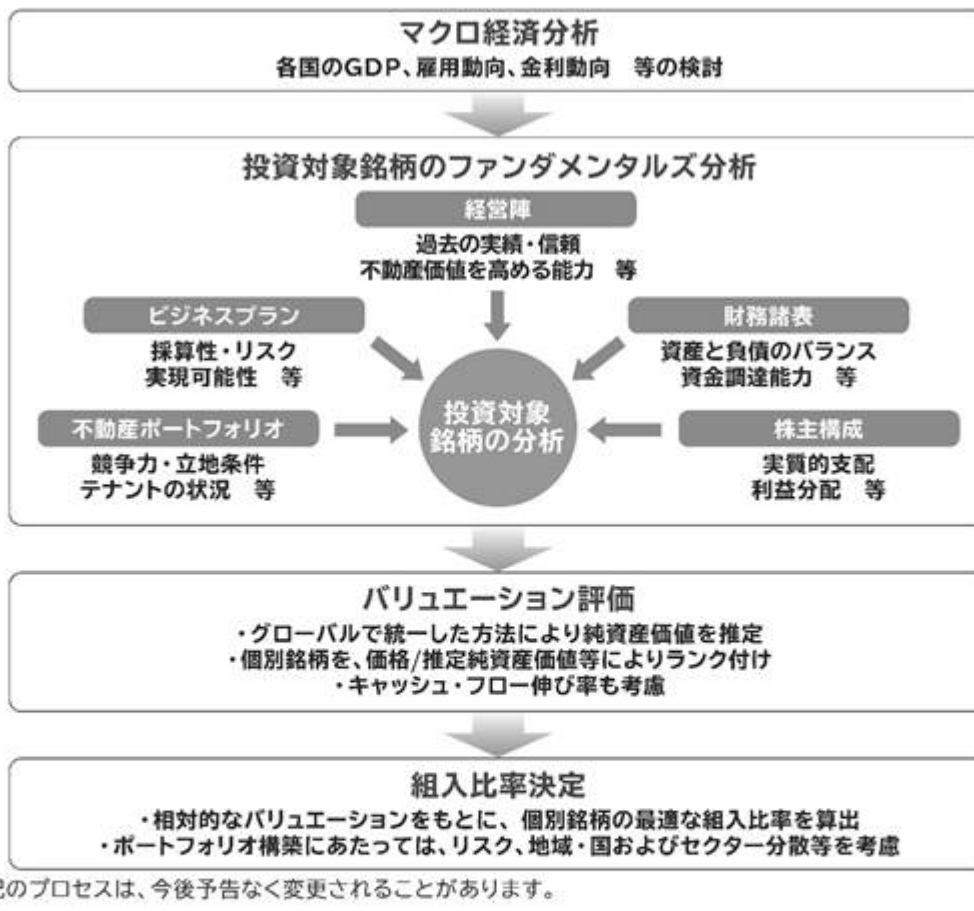 マクロ経済分析
各国のGDP、雇用動向、金利動向　等の検討
投資対象銘柄のファンダメンタルズ分析
経営陣
過去の実績・信頼
不動産価値を高める能力　等
ビジネスプラン
採算性・リスク
実現可能性　等
財務諸表
資産と負債のバランス
資金調達能力　等
投資対象
銘柄の分析
不動産ポートフォリオ
競争力・立地条件
テナントの状況　等
株主構成
実質的支配
利益分配　等
バリュエーション評価
・グローバルで統一した方法により純資産価値を推定
・個別銘柄を、価格/推定純資産価値等によりランク付け
・キャッシュ・フロー伸び率も考慮
組入比率決定
・相対的なバリュエーションをもとに、個別銘柄の最適な組入比率を算出
・ポートフォリオ構築にあたっては、リスク、地域・国およびセクター分散等を考慮
のプロセスは、今後予告なく変更されることがあります。